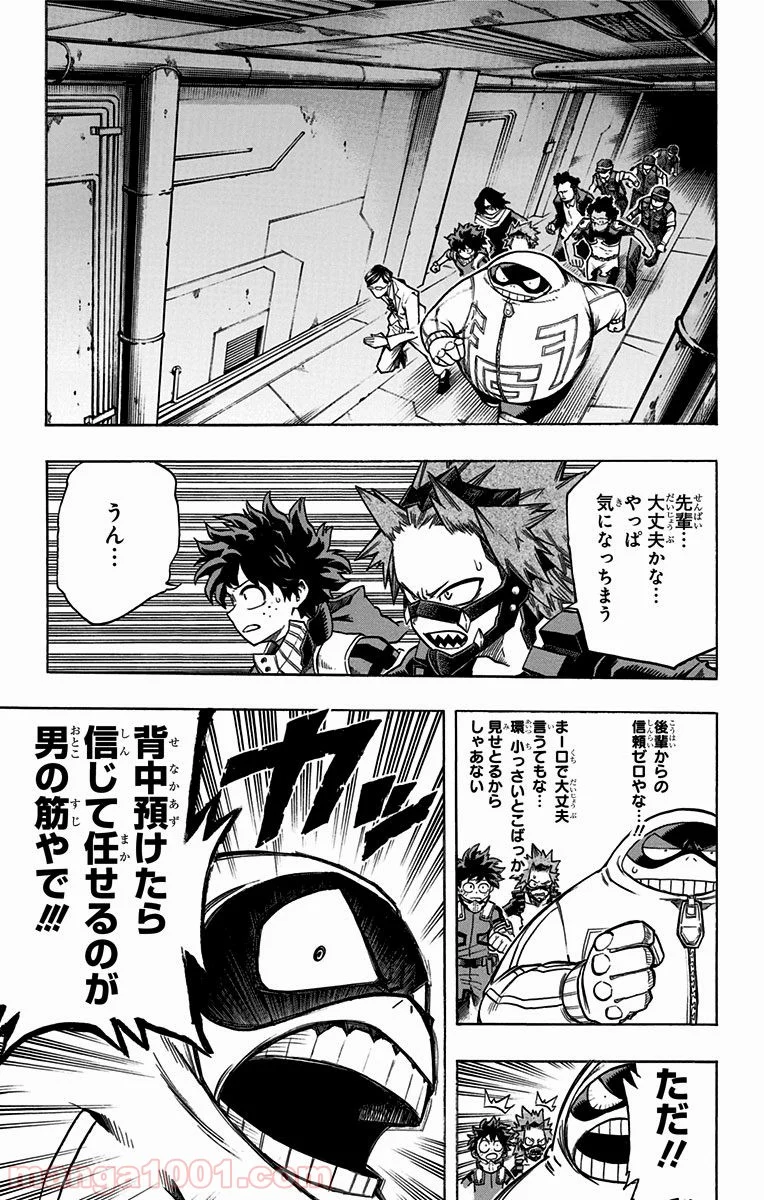 先輩…
大丈夫かな…
やっぱ
気になっちまう
うん…
後輩からの
信頼ゼロやな…!!
まーロで大丈夫
言うてもな…
環 小っさいとこばっか
見せとるから
しゃあない
ただ!!
カッ
背中預けたら
信じて任せるのが
男の筋やで!!!
manga1001.com